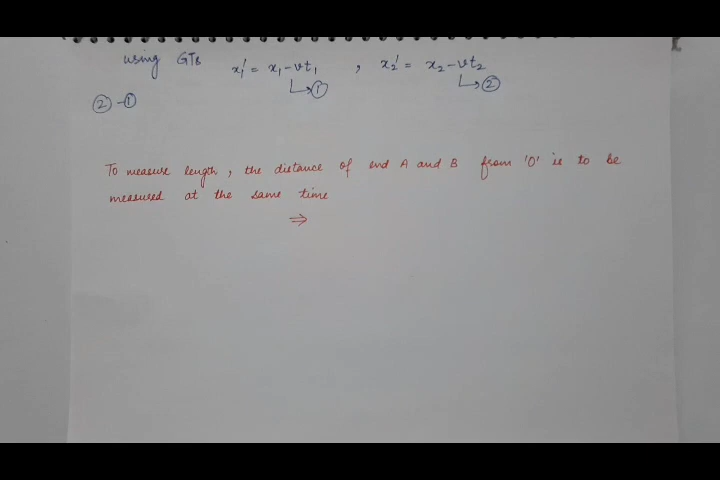 using GTs x₁' = x₁ - vt₁ , x₂' = x₂ - vt₂
↳① ↳②
② - ①
To measure length, the distance of end A and B from 'O' is to be
measured at the same time
⇒